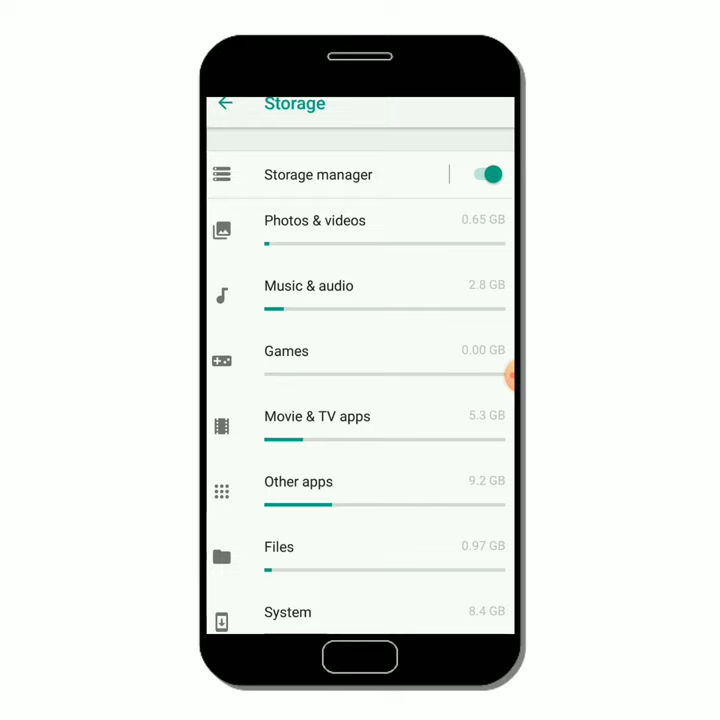 Storage
Storage manager
Photos & videos 0.65 GB
Music & audio 2.8 GB
Games 0.00 GB
Movie & TV apps 5.3 GB
Other apps 9.2 GB
Files 0.97 GB
System 8.4 GB